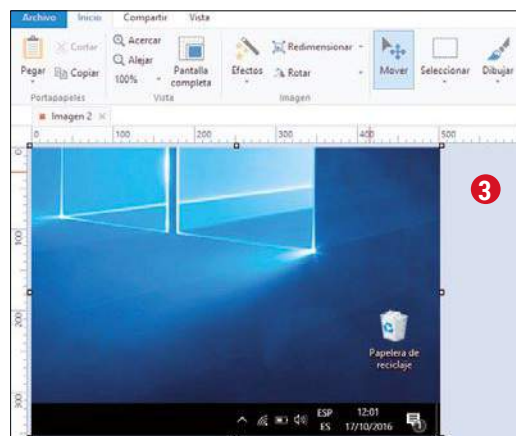 Archivo Inicio Compartir Vista
Pegar
Cortar
Copiar
Portapapeles
Acercar
Alejar
100%
Pantalla
completa
Vista
Efectos
Redimensionar
Rotar
Imagen
Mover
Seleccionar
Dibujar
Imagen 2
0 100 200 300 400 500
0
100
200
300
3
Papelera de
reciclaje
ESP 12:01
ES 17/10/2016
1